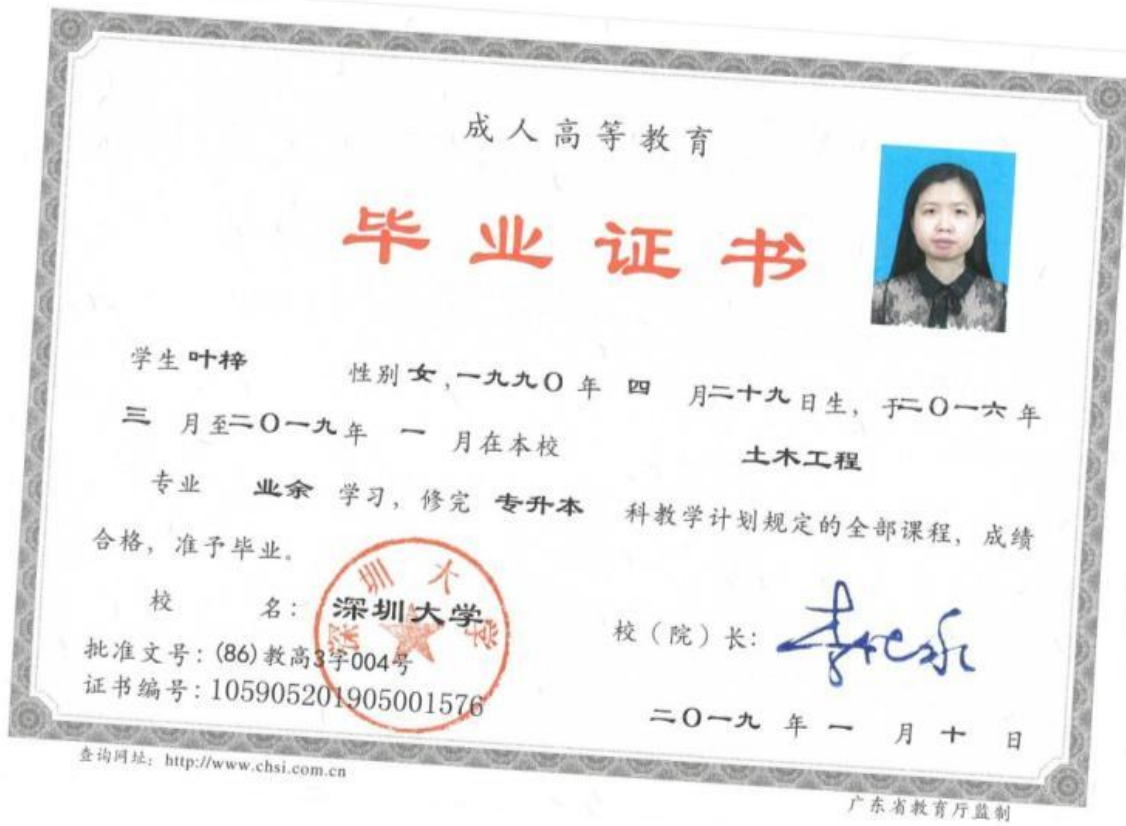 成人高等教育
毕业证书
学生 叶梓 性别 女,一九九〇 年 四 月二十九日生, 于二〇一六 年
三 月至二〇一九年 一 月在本校 土木工程
专业 业余 学习, 修完 专升本 科教学计划规定的全部课程, 成绩
合格, 准予毕业。
校 名: 深圳大学
深圳大学
校(院)长:
批准文号: (86)教高3字004号
证书编号: 105905201905001576
二〇一九 年 一 月 十 日
查询网址: http://www.chsi.com.cn
广东省教育厅监制